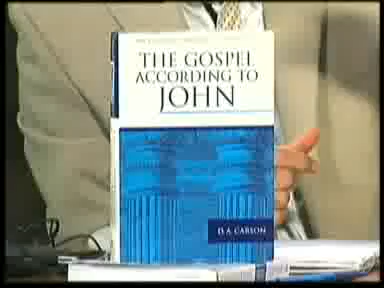 THE GOSPEL
ACCORDING TO
JOHN
D. A. CARSON